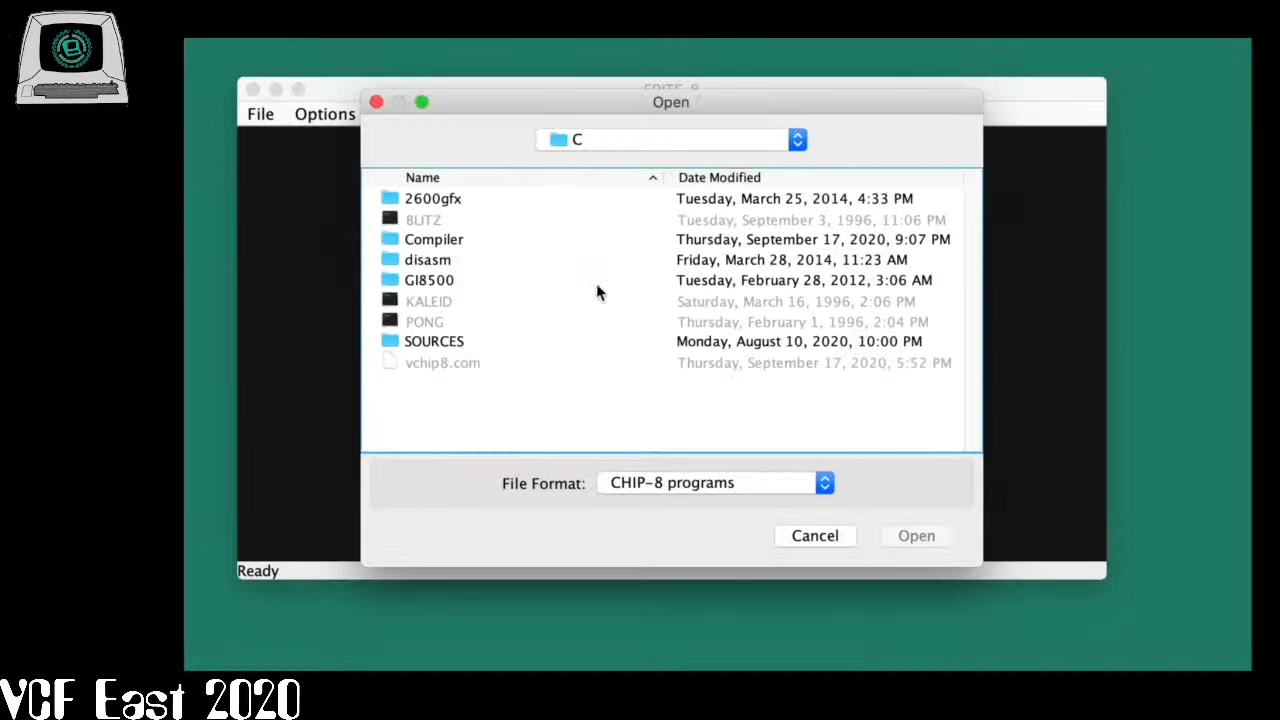 Open
File Options
C
Name Date Modified
2600gfx Tuesday, March 25, 2014, 4:33 PM
BLITZ Tuesday, September 3, 1996, 11:06 PM
Compiler Thursday, September 17, 2020, 9:07 PM
disasm Friday, March 28, 2014, 11:23 AM
GI8500 Tuesday, February 28, 2012, 3:06 AM
KALEID Saturday, March 16, 1996, 2:06 PM
PONG Thursday, February 1, 1996, 2:04 PM
SOURCES Monday, August 10, 2020, 10:00 PM
vchip8.com Thursday, September 17, 2020, 5:52 PM
File Format: CHIP-8 programs
Cancel Open
Ready
VCF East 2020